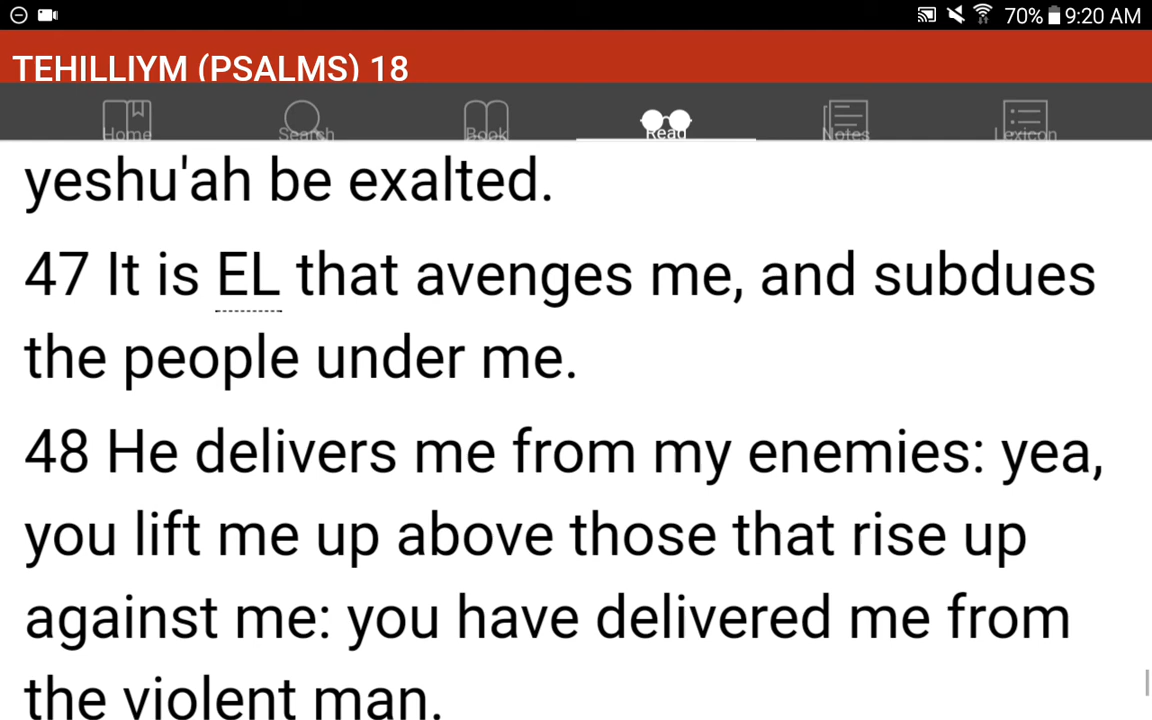 70% 9:20 AM
TEHILLIYM (PSALMS) 18
Home Search Book Read Notes Lexicon
yeshu'ah be exalted.
47 It is EL that avenges me, and subdues
the people under me.
48 He delivers me from my enemies: yea,
you lift me up above those that rise up
against me: you have delivered me from
the violent man.